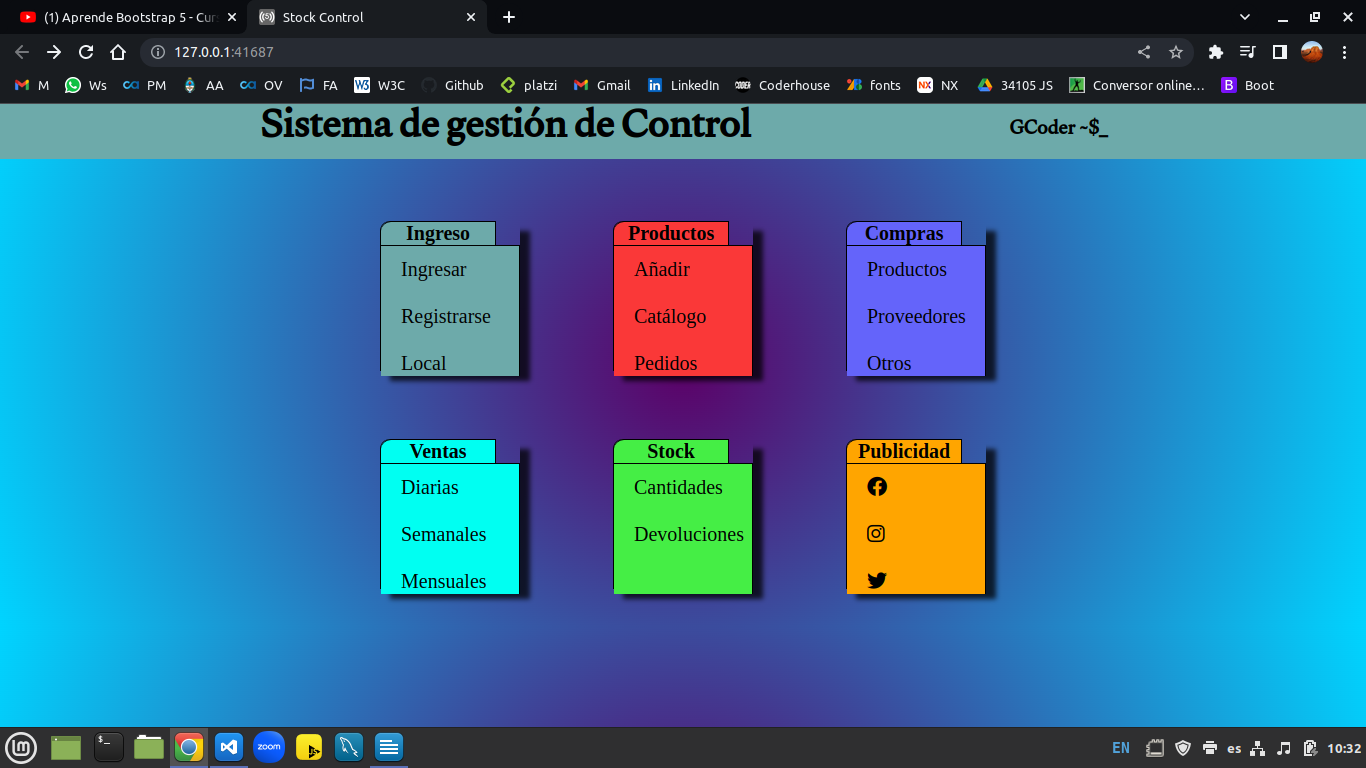 (1) Aprende Bootstrap 5 - Curs
Stock Control
127.0.0.1:41687
M Ws PM AA OV FA W3C Github platzi Gmail LinkedIn Coderhouse fonts NX 34105 JS Conversor online... Boot
Sistema de gestión de Control
GCoder ~$_
Ingreso
Ingresar
Registrarse
Local
Productos
Añadir
Catálogo
Pedidos
Compras
Productos
Proveedores
Otros
Ventas
Diarias
Semanales
Mensuales
Stock
Cantidades
Devoluciones
Publicidad
zoom
EN
es
10:32